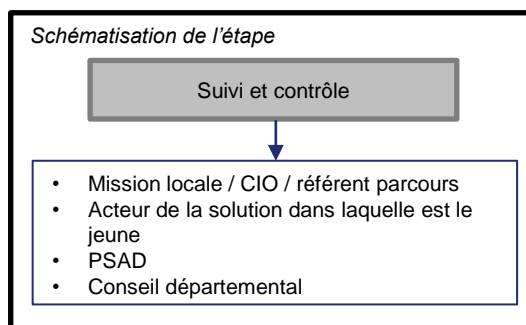 Schématisation de l'étape
Suivi et contrôle
• Mission locale / CIO / référent parcours
• Acteur de la solution dans laquelle est le
jeune
• PSAD
• Conseil départemental